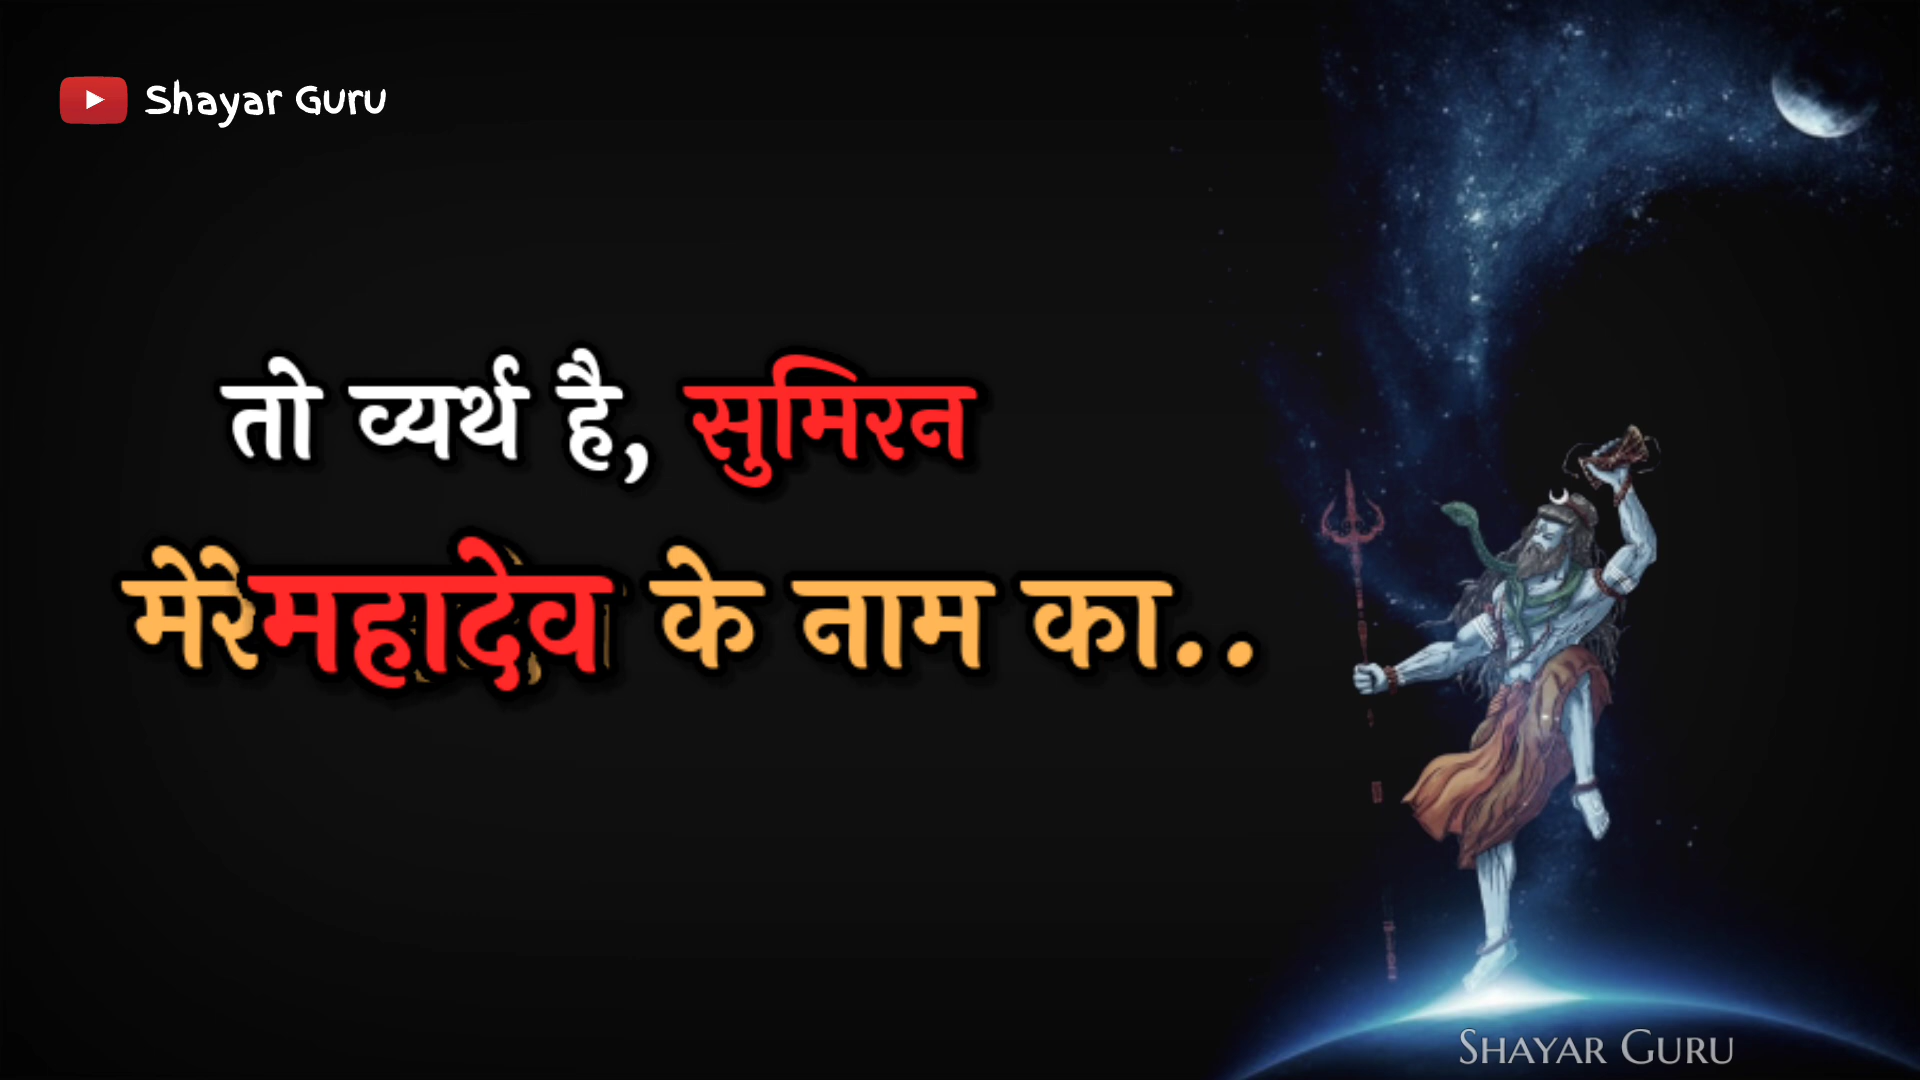 Shayar Guru
तो व्यर्थ है, सुमिरन
मेरे महादेव के नाम का..
Shayar Guru